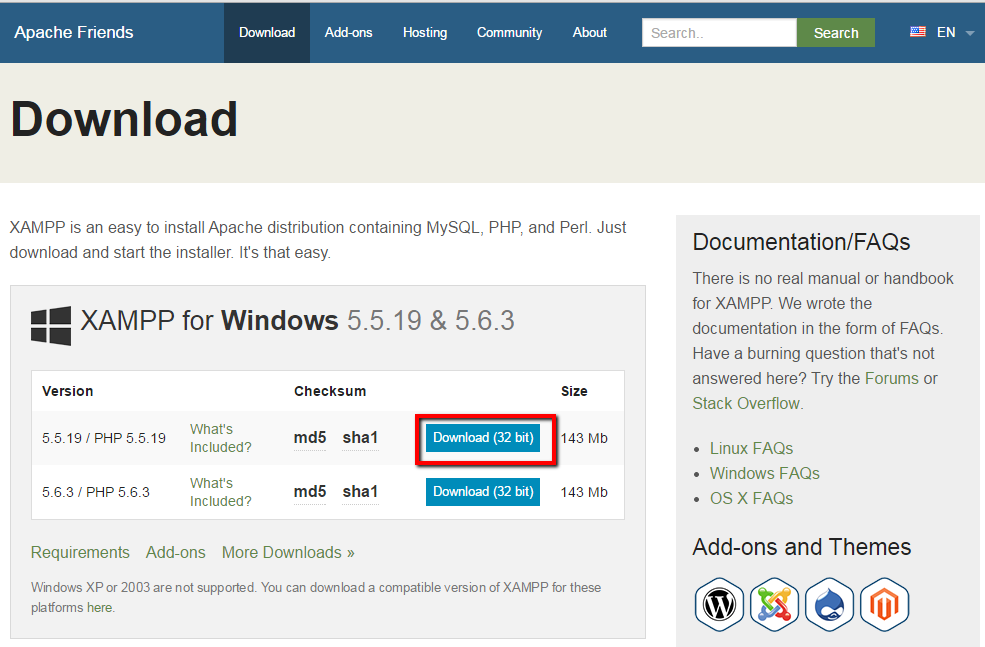 Apache Friends Download Add-ons Hosting Community About Search.. Search EN
Download
XAMPP is an easy to install Apache distribution containing MySQL, PHP, and Perl. Just
download and start the installer. It's that easy.
XAMPP for Windows 5.5.19 & 5.6.3
Version Checksum Size
5.5.19 / PHP 5.5.19 What's Included? md5 sha1 Download (32 bit) 143 Mb
5.6.3 / PHP 5.6.3 What's Included? md5 sha1 Download (32 bit) 143 Mb
Requirements Add-ons More Downloads »
Windows XP or 2003 are not supported. You can download a compatible version of XAMPP for these
platforms here.
Documentation/FAQs
There is no real manual or handbook
for XAMPP. We wrote the
documentation in the form of FAQs.
Have a burning question that's not
answered here? Try the Forums or
Stack Overflow.
• Linux FAQs
• Windows FAQs
• OS X FAQs
Add-ons and Themes